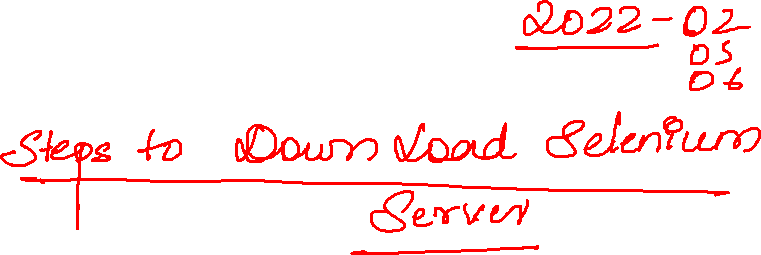 2022-02
05
06
Steps to DownLoad Selenium
Server